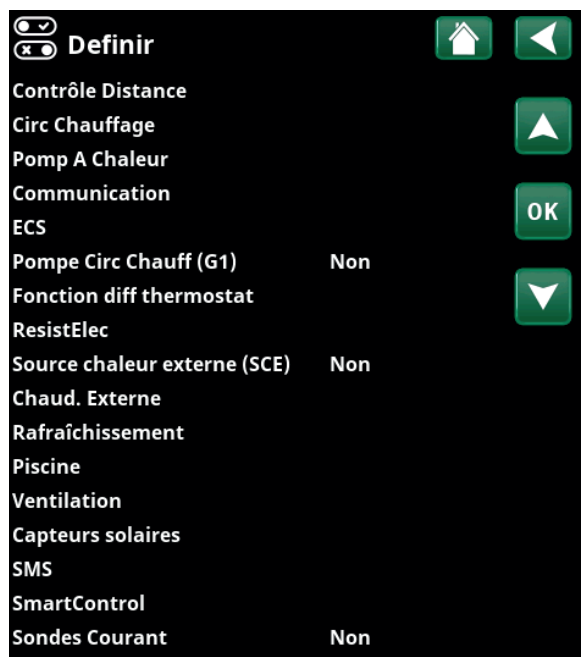 Definir
Contrôle Distance
Circ Chauffage
Pomp A Chaleur
Communication
OK
ECS
Pompe Circ Chauff (G1) Non
Fonction diff thermostat
ResistElec
Source chaleur externe (SCE) Non
Chaud. Externe
Rafraîchissement
Piscine
Ventilation
Capteurs solaires
SMS
SmartControl
Sondes Courant Non